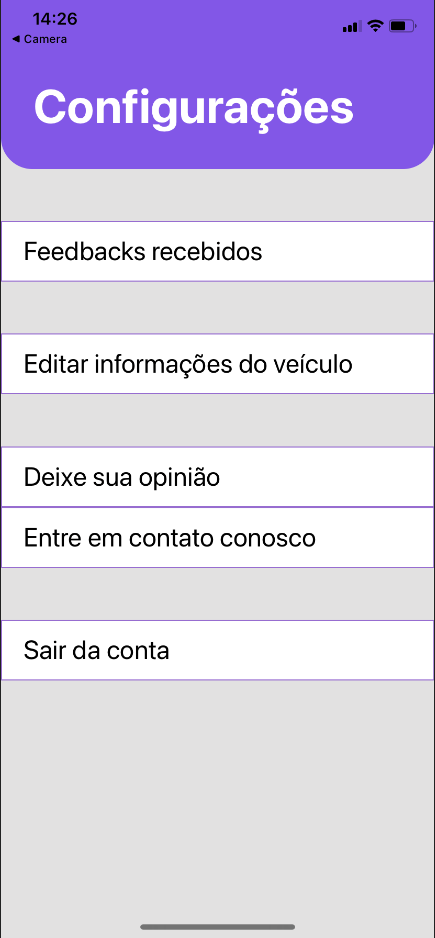 14:26
◀ Camera
Configurações
Feedbacks recebidos
Editar informações do veículo
Deixe sua opinião
Entre em contato conosco
Sair da conta